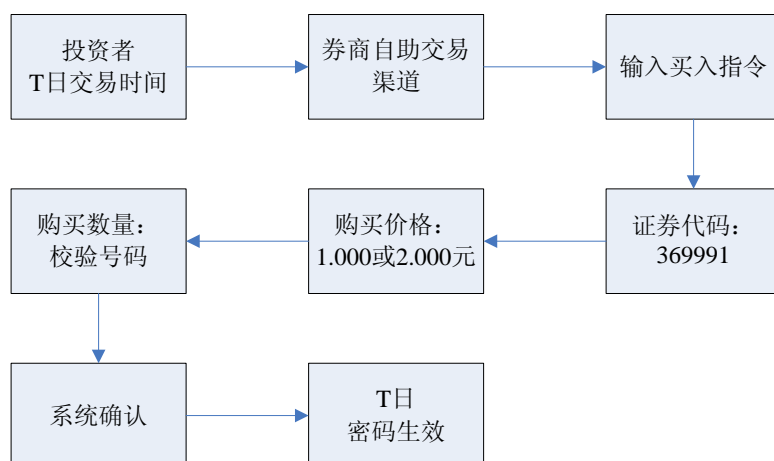 投资者
T日交易时间
券商自助交易
渠道
输入买入指令
证券代码：
369991
购买价格：
1.000或2.000元
购买数量：
校验号码
系统确认
T日
密码生效